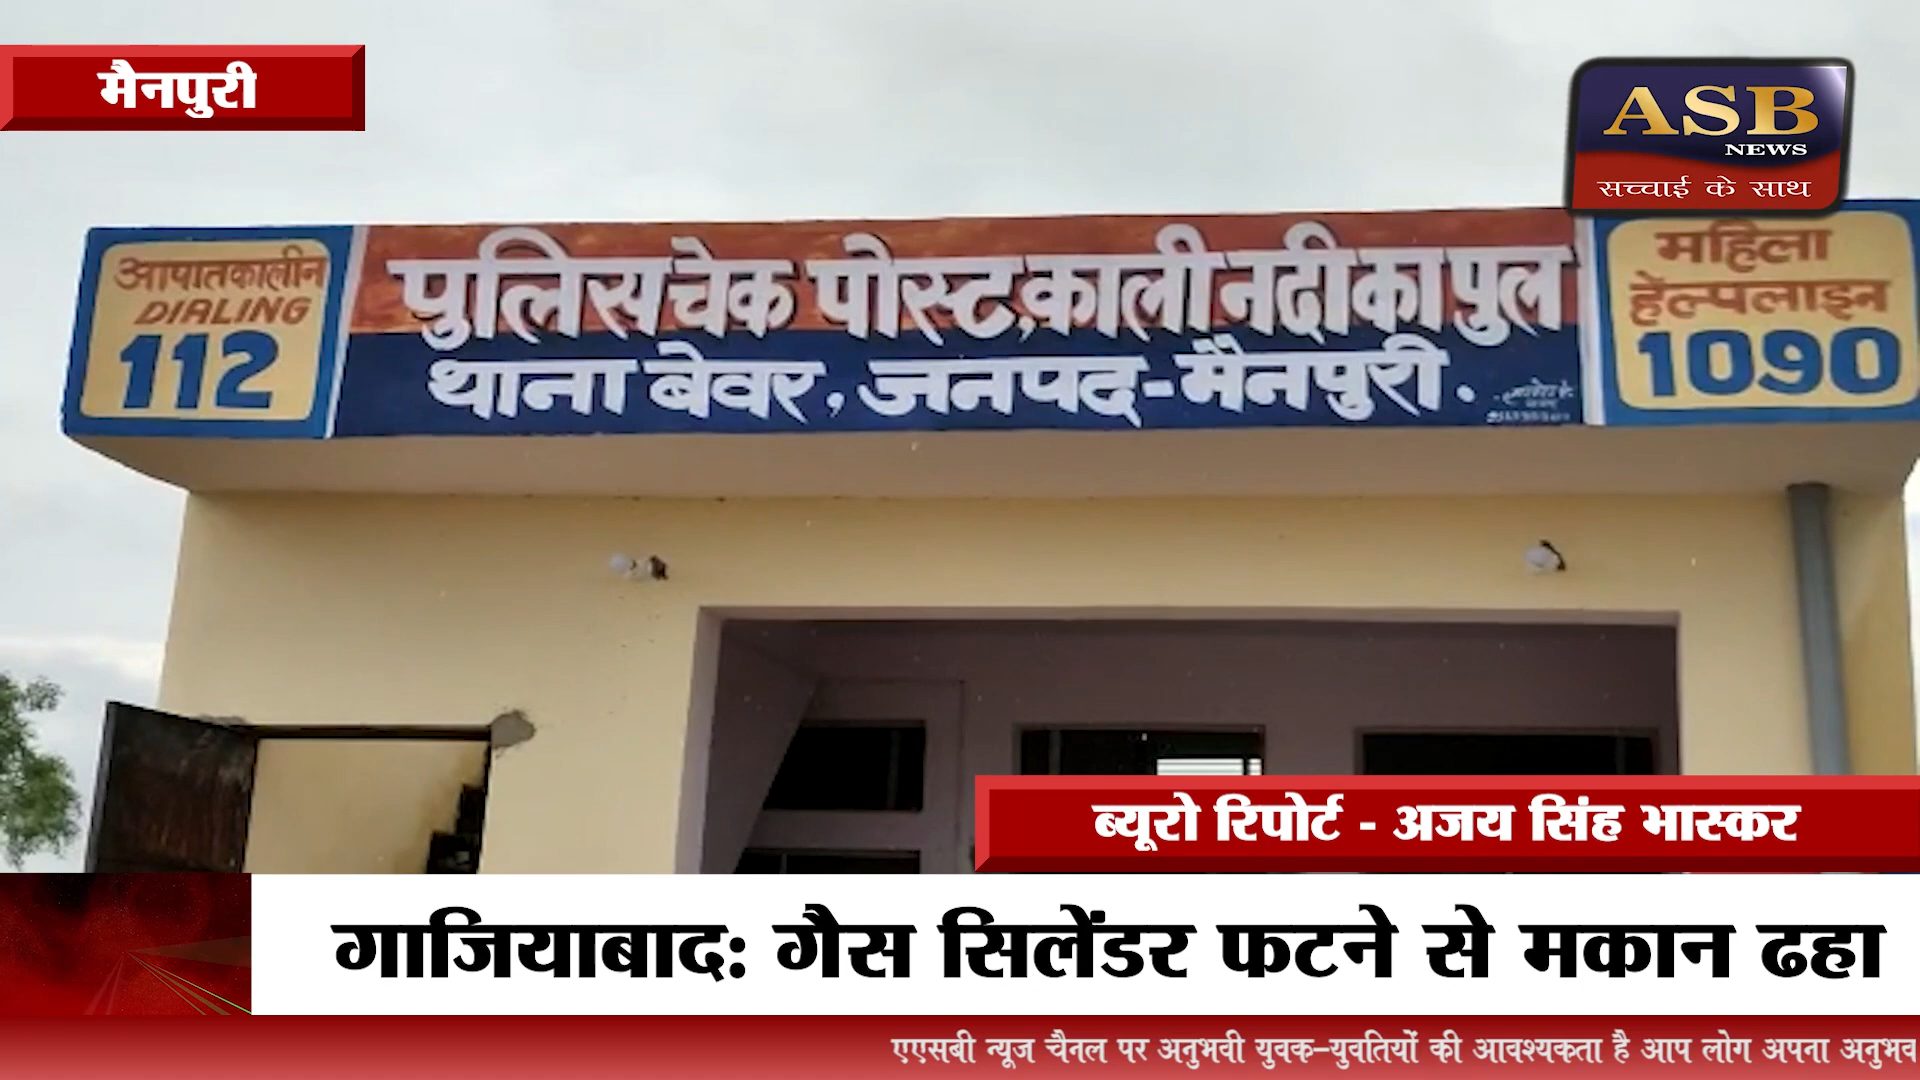 मैनपुरी
ASB
NEWS
सच्चाई के साथ
आपातकालीन
DIALING
112
पुलिस चेक पोस्ट, काली नदी का पुल
थाना बेवर, जनपद-मैनपुरी.
महिला
हेल्पलाइन
1090
ब्यूरो रिपोर्ट - अजय सिंह भास्कर
गाजियाबाद: गैस सिलेंडर फटने से मकान ढहा
एएसबी न्यूज चैनल पर अनुभवी युवक-युवतियों की आवश्यकता है आप लोग अपना अनुभव